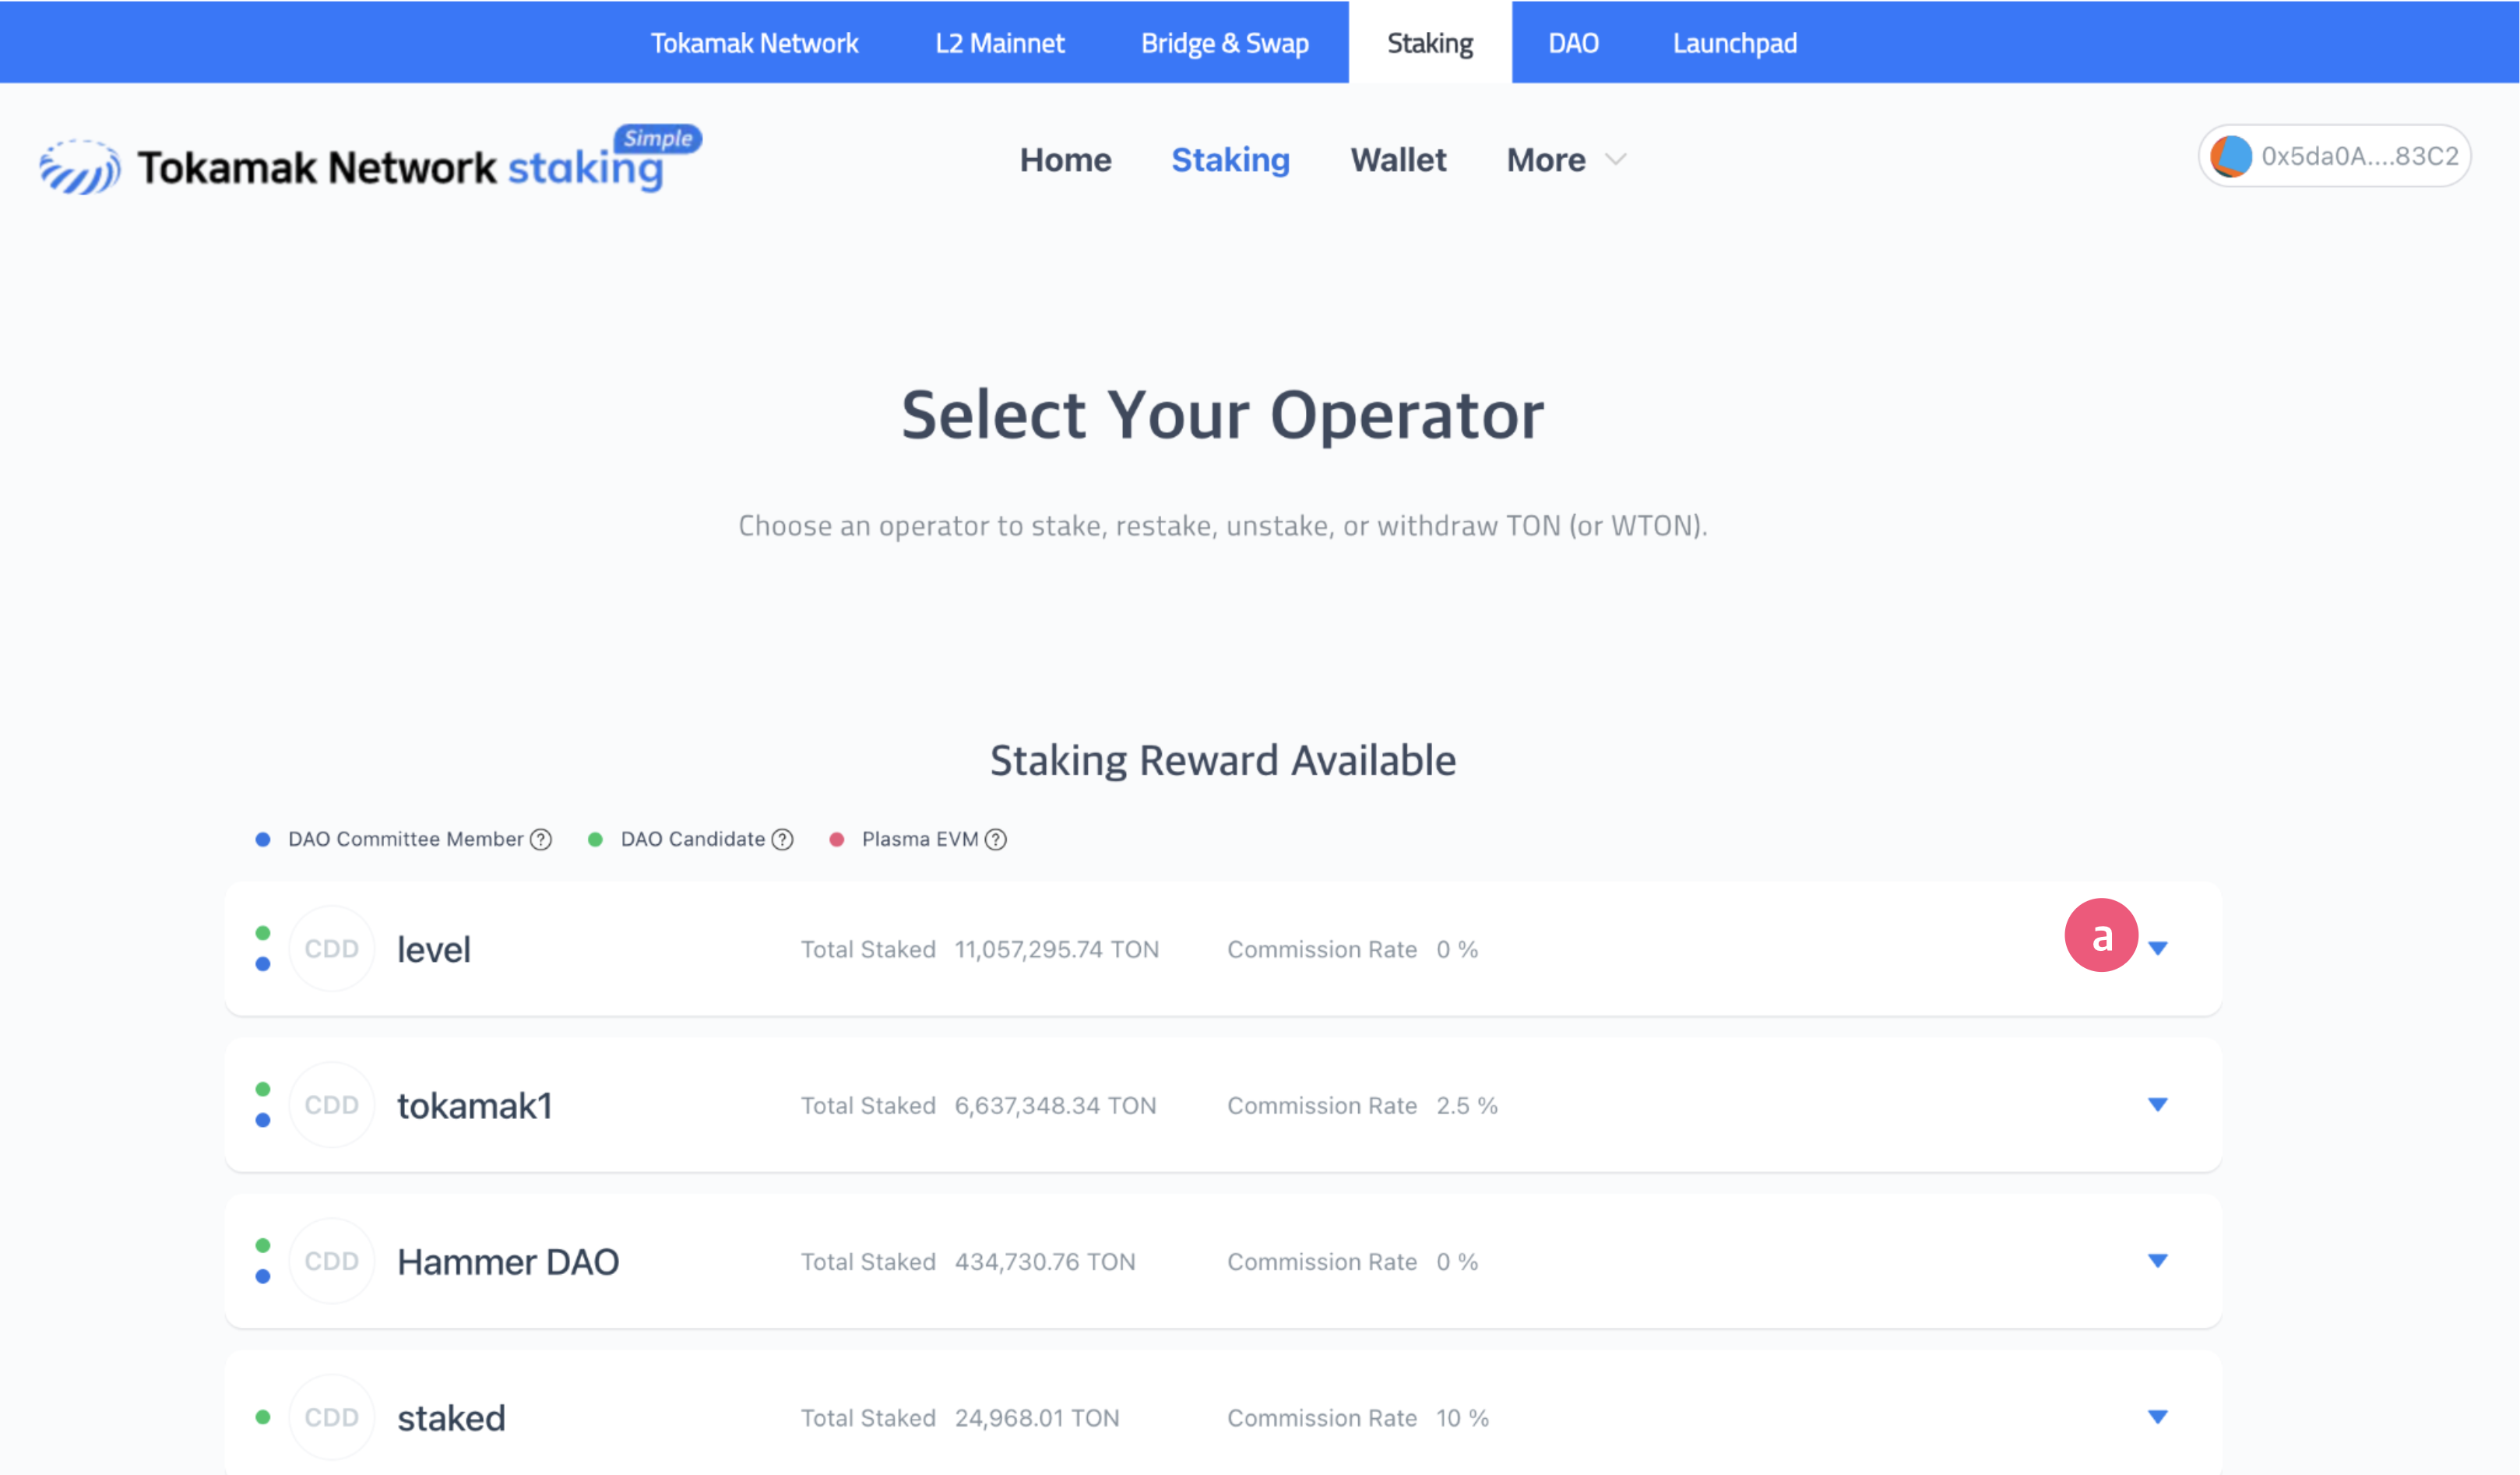 Tokamak Network L2 Mainnet Bridge & Swap Staking DAO Launchpad
Tokamak Network staking Simple Home Staking Wallet More 0x5da0A....83C2
Select Your Operator
Choose an operator to stake, restake, unstake, or withdraw TON (or WTON).
Staking Reward Available
DAO Committee Member ? DAO Candidate ? Plasma EVM ?
CDD level Total Staked 11,057,295.74 TON Commission Rate 0 % a
CDD tokamak1 Total Staked 6,637,348.34 TON Commission Rate 2.5 %
CDD Hammer DAO Total Staked 434,730.76 TON Commission Rate 0 %
CDD staked Total Staked 24,968.01 TON Commission Rate 10 %